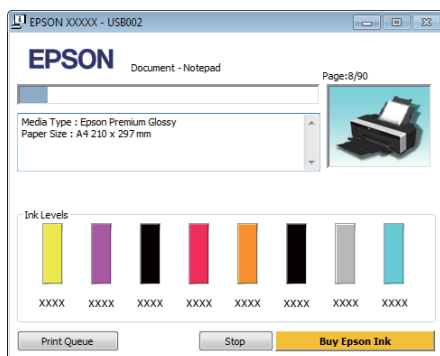 EPSON XXXXX - USB002
EPSON
Document - Notepad
Page:8/90
Media Type : Epson Premium Glossy
Paper Size : A4 210 x 297 mm
Ink Levels
XXXX XXXX XXXX XXXX XXXX XXXX XXXX XXXX
Print Queue
Stop
Buy Epson Ink